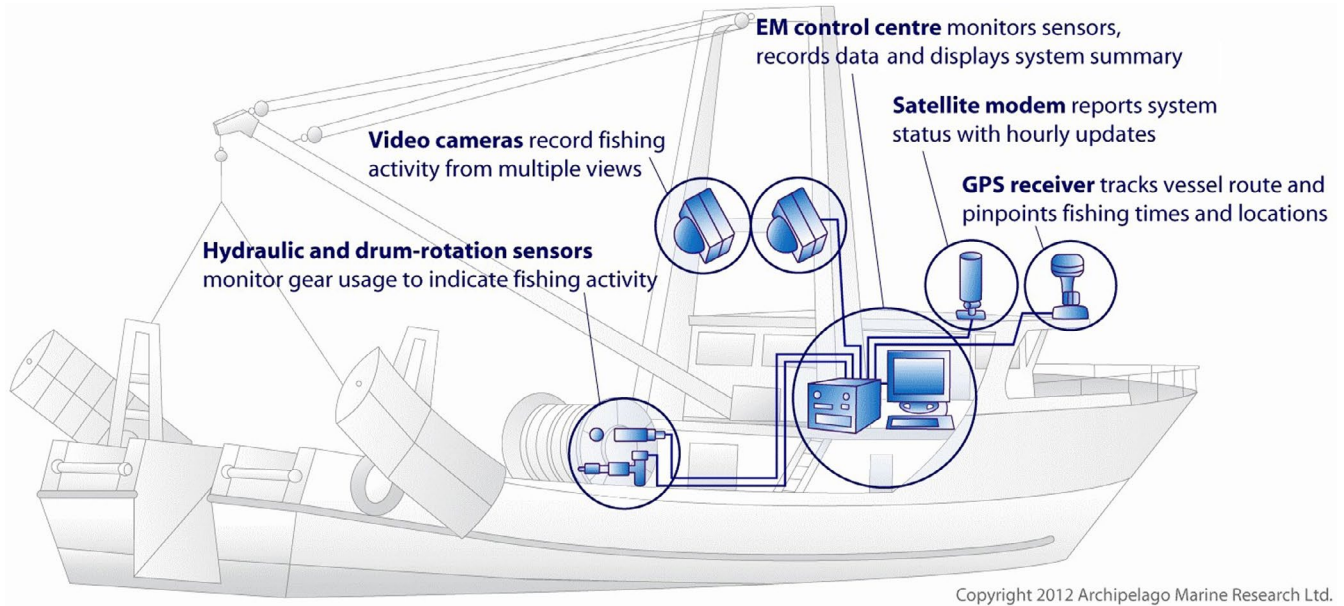 EM control centre monitors sensors,
records data and displays system summary
Satellite modem reports system
status with hourly updates
Video cameras record fishing
activity from multiple views
GPS receiver tracks vessel route and
pinpoints fishing times and locations
Hydraulic and drum-rotation sensors
monitor gear usage to indicate fishing activity
Copyright 2012 Archipelago Marine Research Ltd.